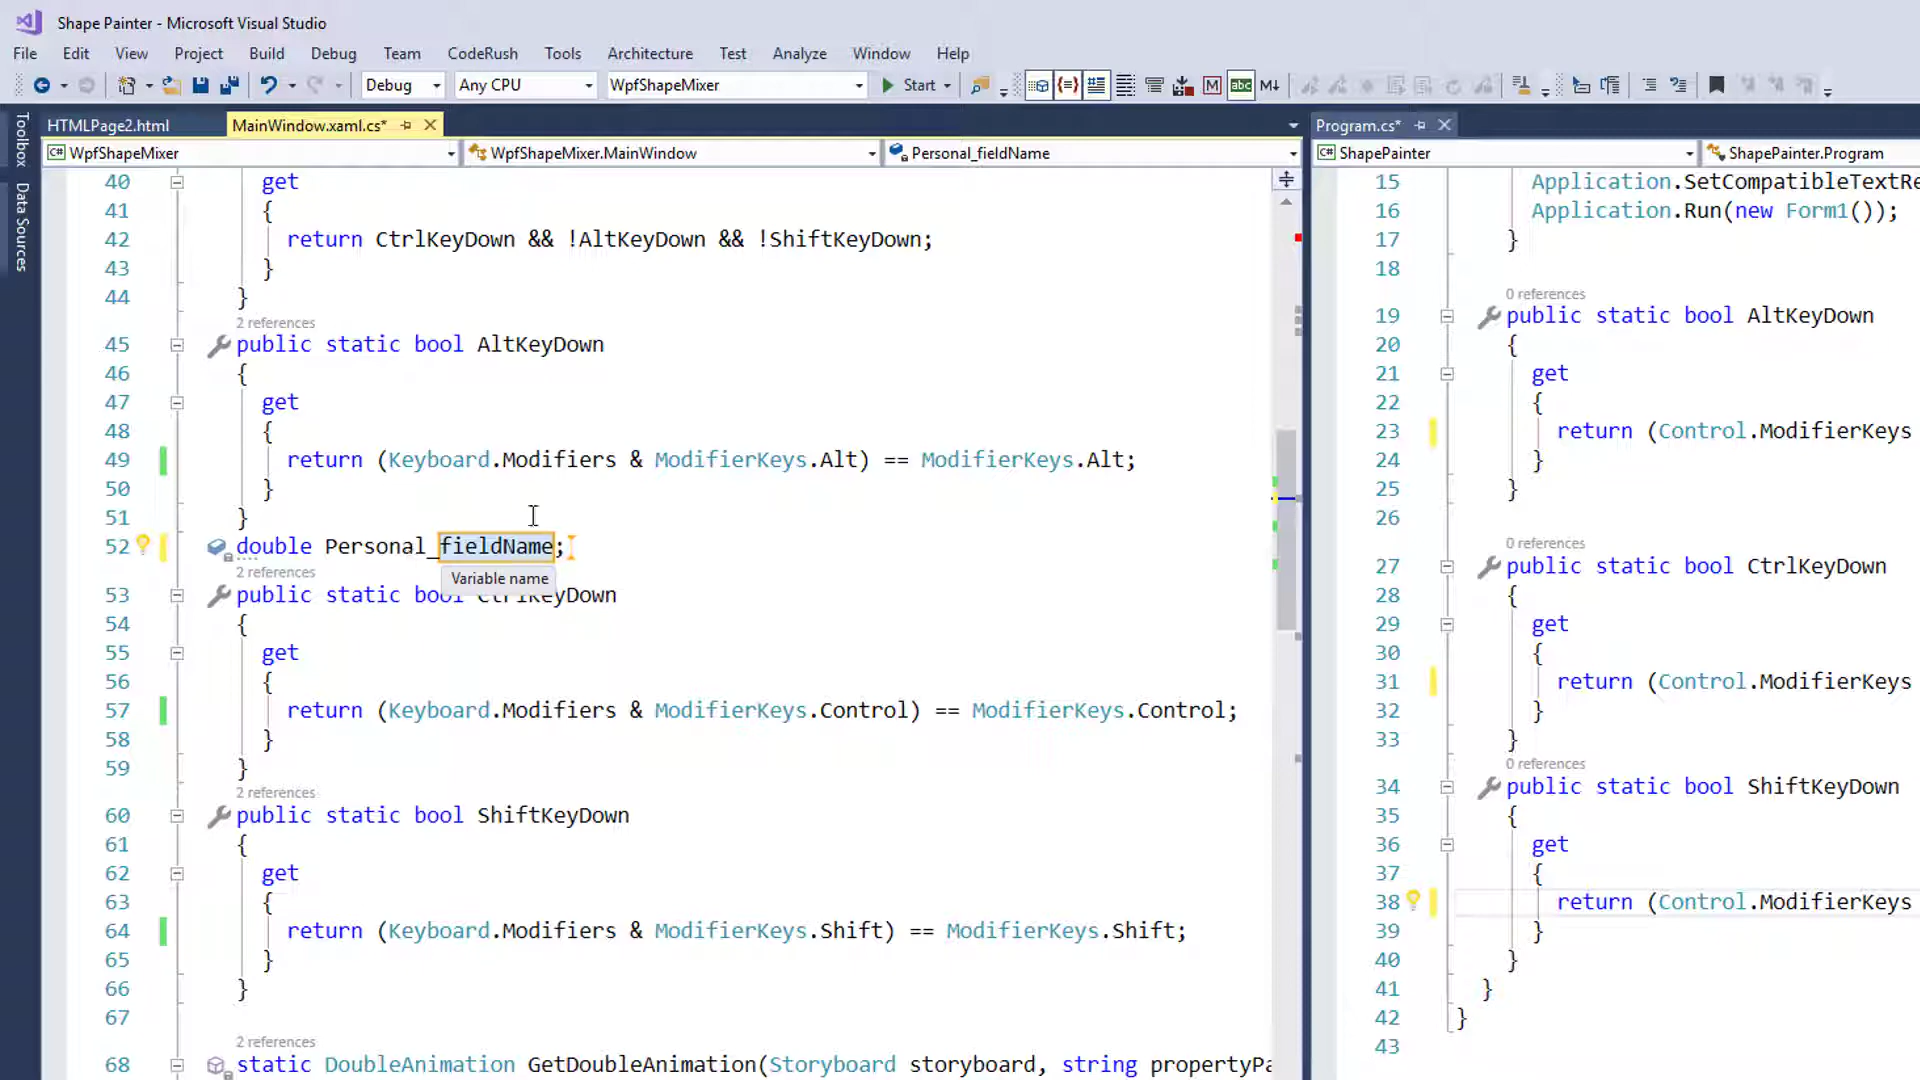 Shape Painter - Microsoft Visual Studio
File Edit View Project Build Debug Team CodeRush Tools Architecture Test Analyze Window Help
Debug Any CPU WpfShapeMixer Start
Toolbox
Data Sources
HTMLPage2.html MainWindow.xaml.cs*
WpfShapeMixer WpfShapeMixer.MainWindow Personal_fieldName
40 get
41 {
42 return CtrlKeyDown && !AltKeyDown && !ShiftKeyDown;
43 }
44 }
2 references
45 public static bool AltKeyDown
46 {
47 get
48 {
49 return (Keyboard.Modifiers & ModifierKeys.Alt) == ModifierKeys.Alt;
50 }
51 }
52 double Personal_fieldName;
2 references
Variable name
53 public static bool CtrlKeyDown
54 {
55 get
56 {
57 return (Keyboard.Modifiers & ModifierKeys.Control) == ModifierKeys.Control;
58 }
59 }
2 references
60 public static bool ShiftKeyDown
61 {
62 get
63 {
64 return (Keyboard.Modifiers & ModifierKeys.Shift) == ModifierKeys.Shift;
65 }
66 }
67
2 references
68 static DoubleAnimation GetDoubleAnimation(Storyboard storyboard, string propertyPa
Program.cs*
ShapePainter ShapePainter.Program
15 Application.SetCompatibleTextRe
16 Application.Run(new Form1());
17 }
18
0 references
19 public static bool AltKeyDown
20 {
21 get
22 {
23 return (Control.ModifierKeys
24 }
25 }
26
0 references
27 public static bool CtrlKeyDown
28 {
29 get
30 {
31 return (Control.ModifierKeys
32 }
33 }
0 references
34 public static bool ShiftKeyDown
35 {
36 get
37 {
38 return (Control.ModifierKeys
39 }
40 }
41 }
42 }
43